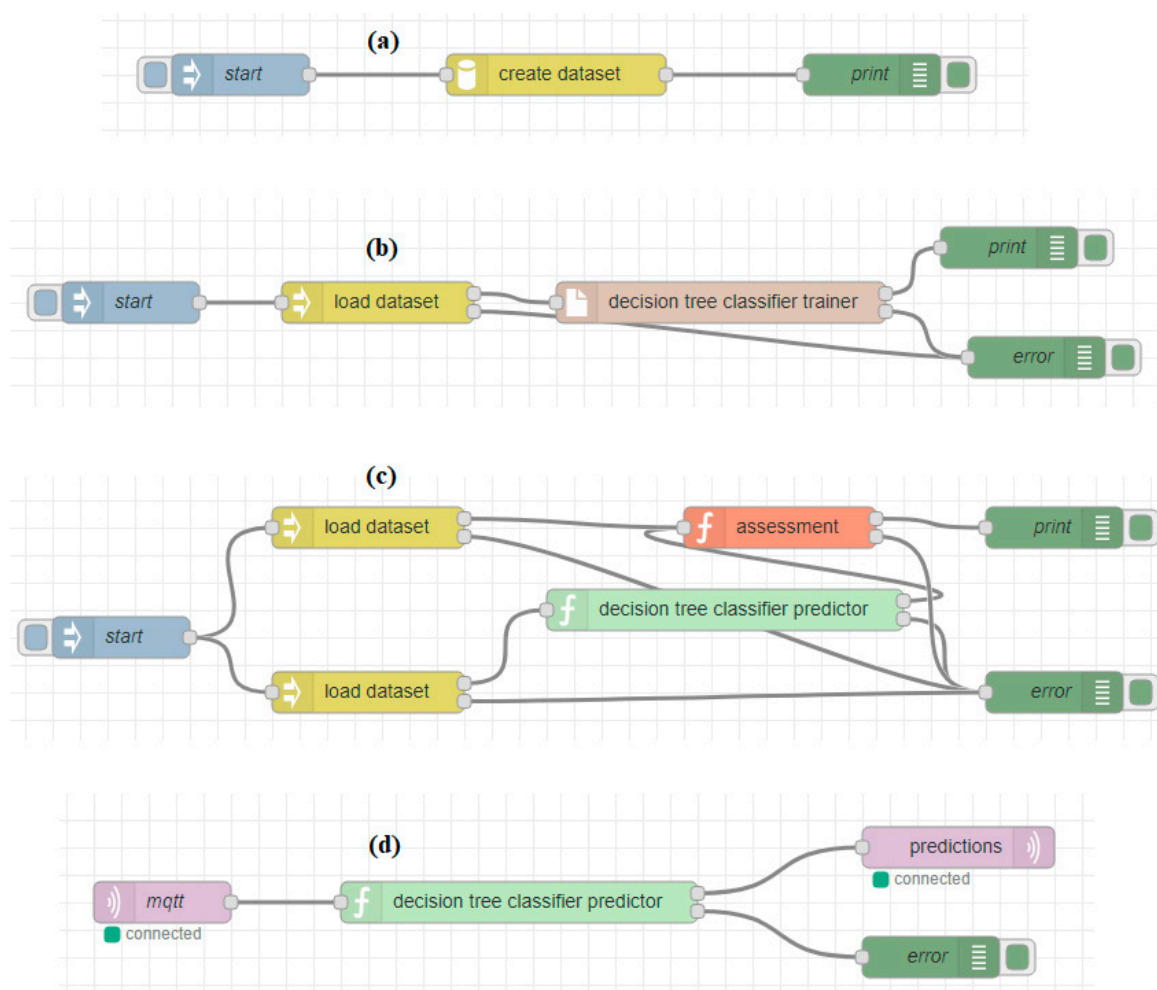 (a)
start
create dataset
print
(b)
print
start
load dataset
decision tree classifier trainer
error
(c)
load dataset
assessment
print
decision tree classifier predictor
start
load dataset
error
(d)
predictions
connected
mqtt
decision tree classifier predictor
connected
error